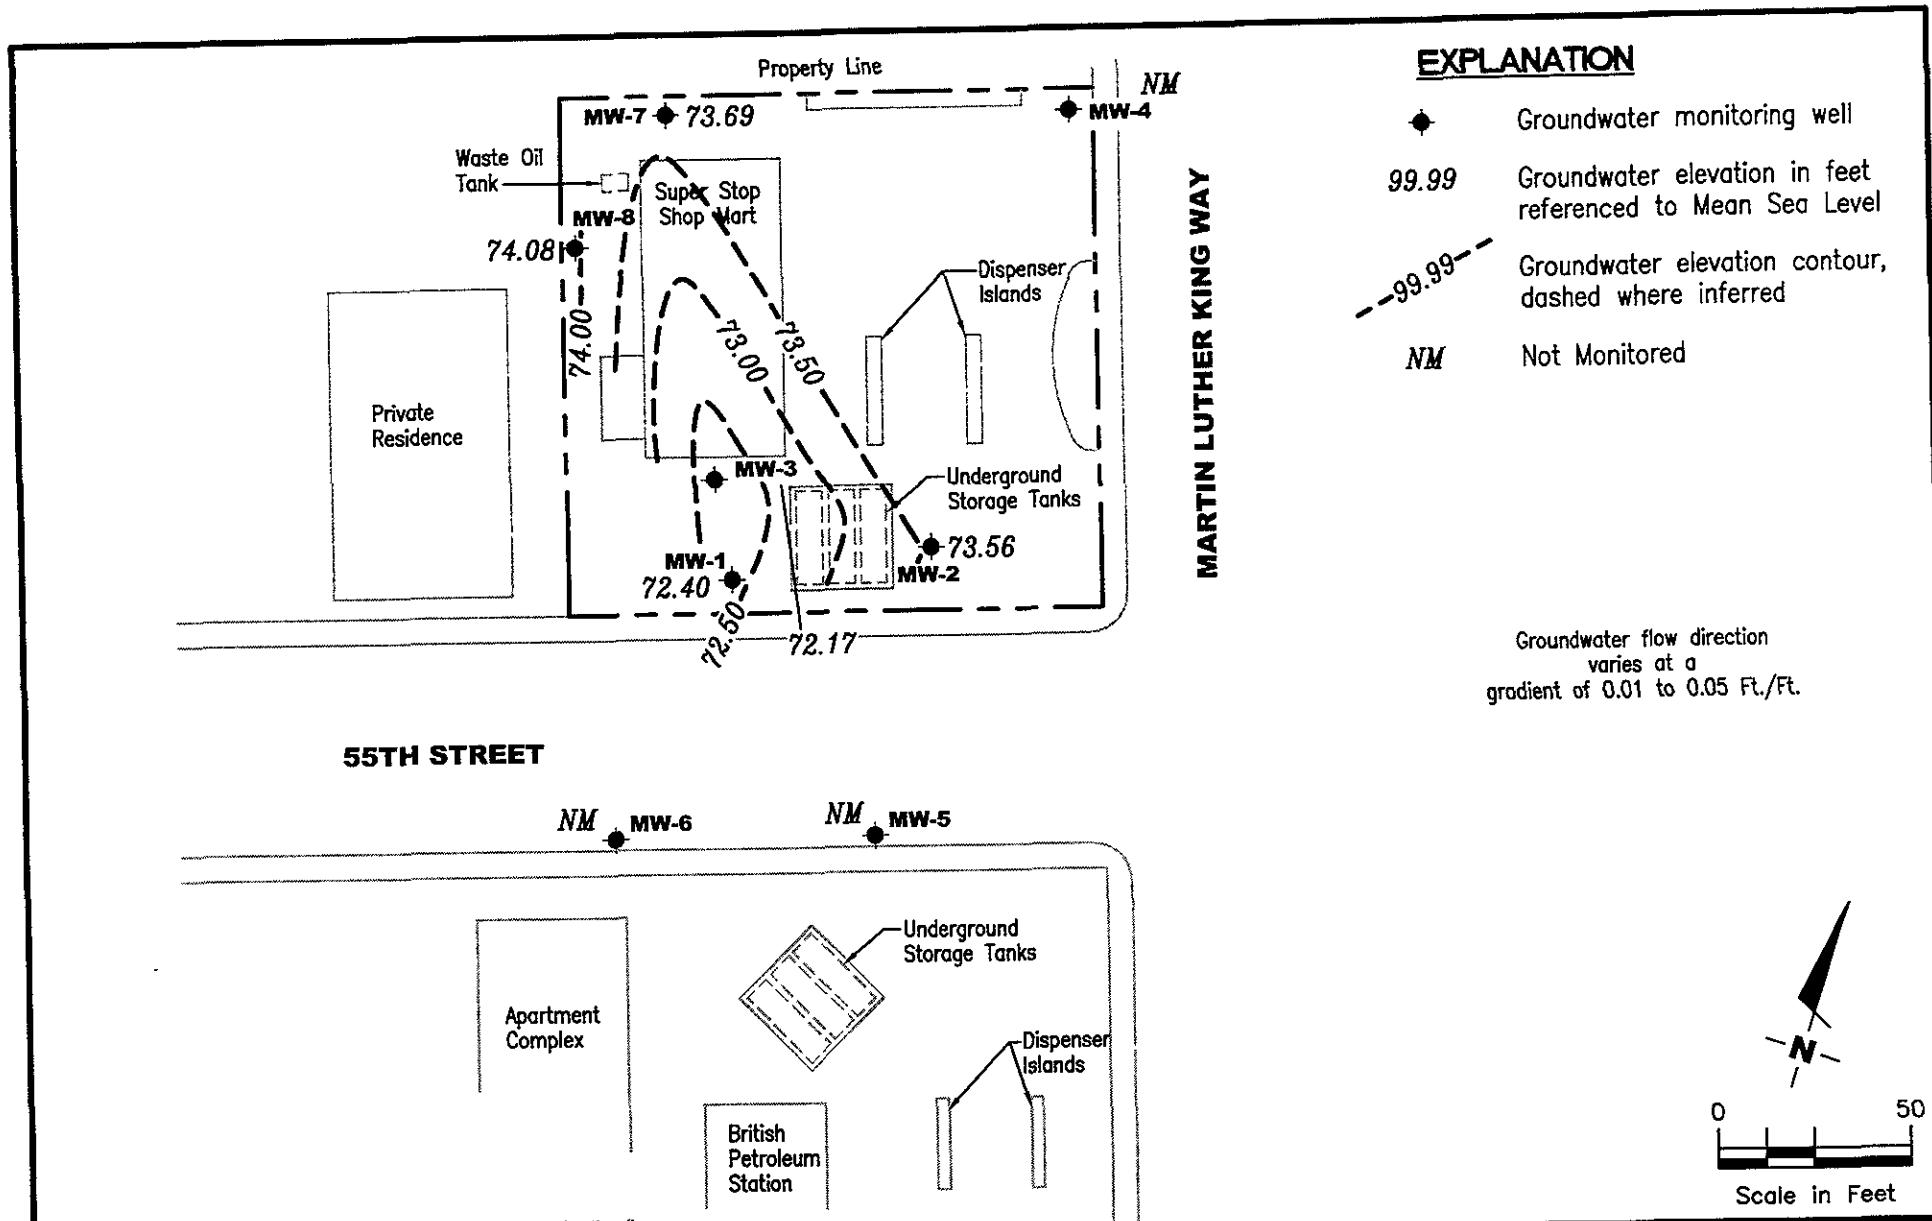 Property Line
NM
MW-7 73.69
MW-4
Waste Oil
Tank
Super Stop
Shop Mart
MW-8
74.08
74.00
Dispenser
Islands
73.00
73.50
Private
Residence
MW-3
Underground
Storage Tanks
MW-1
72.40
73.56
MW-2
72.50
72.17
MARTIN LUTHER KING WAY
55TH STREET
NM MW-6
NM MW-5
Underground
Storage Tanks
Apartment
Complex
Dispenser
Islands
British
Petroleum
Station
EXPLANATION
Groundwater monitoring well
99.99 Groundwater elevation in feet
referenced to Mean Sea Level
99.99 Groundwater elevation contour,
dashed where inferred
NM Not Monitored
Groundwater flow direction
varies at a
gradient of 0.01 to 0.05 Ft./Ft.
N
0 50
Scale in Feet